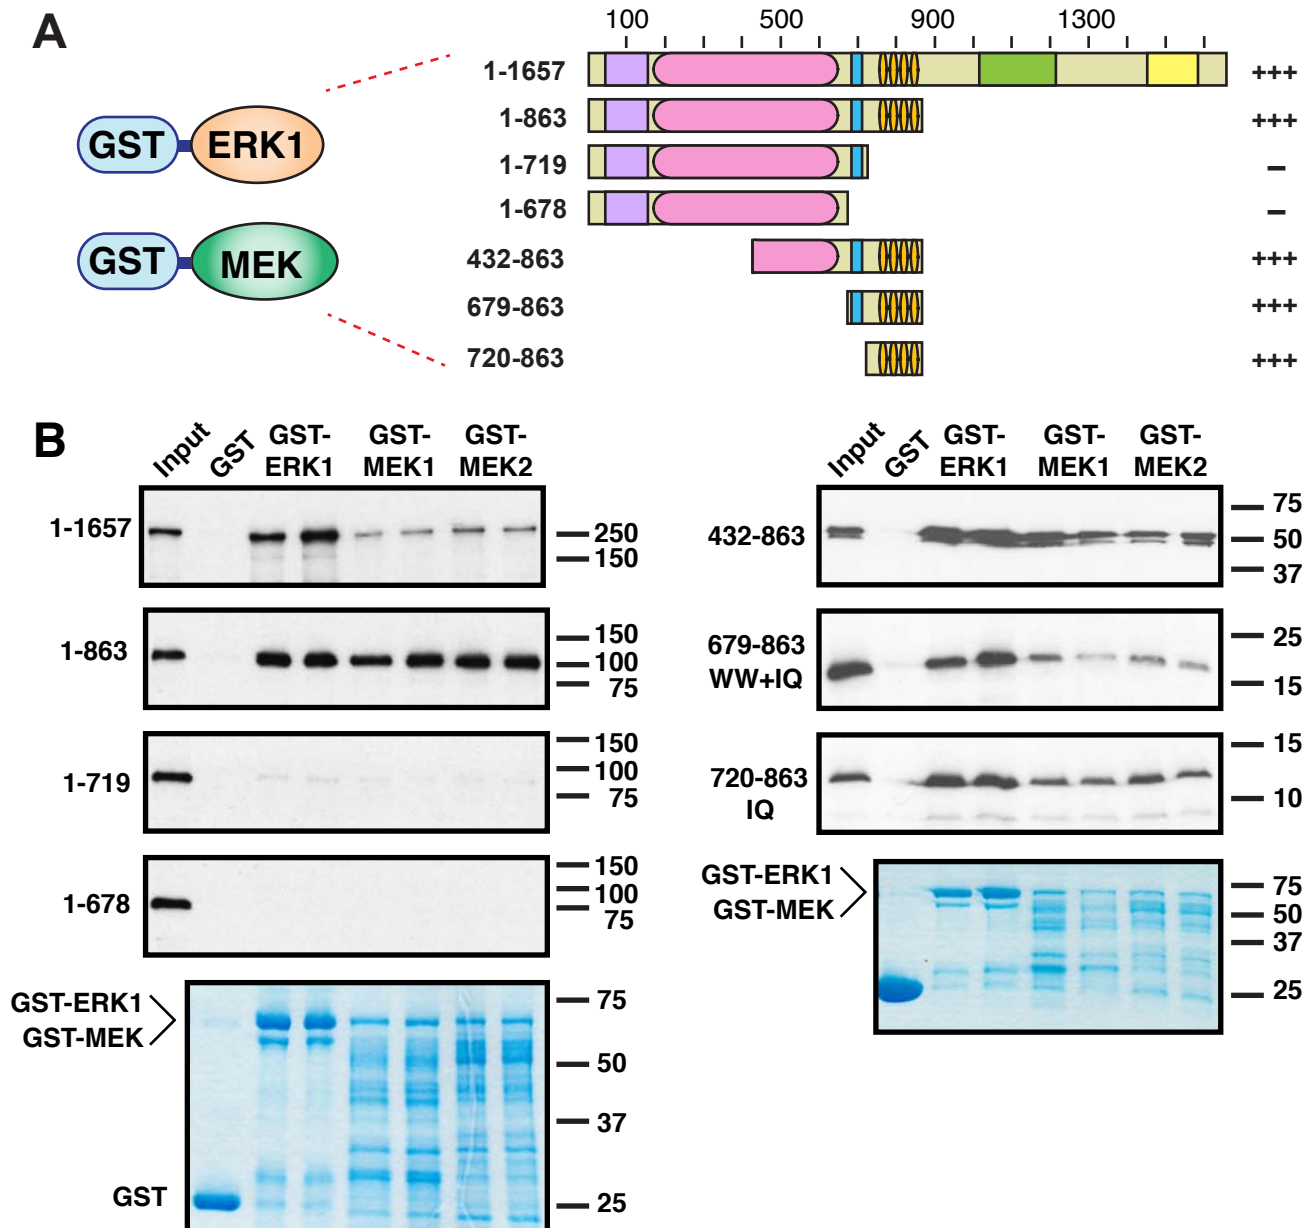 A
100 500 900 1300
1-1657 +++
1-863 +++
1-719 –
1-678 –
432-863 +++
679-863 +++
720-863 +++
GST ERK1
GST MEK
B
Input GST GST-ERK1 GST-MEK1 GST-MEK2
1-1657
250
150
1-863
150
100
75
1-719
150
100
75
1-678
150
100
75
GST-ERK1
GST-MEK
GST
75
50
37
25
Input GST GST-ERK1 GST-MEK1 GST-MEK2
432-863
75
50
37
679-863
WW+IQ
25
15
720-863
IQ
15
10
GST-ERK1
GST-MEK
75
50
37
25